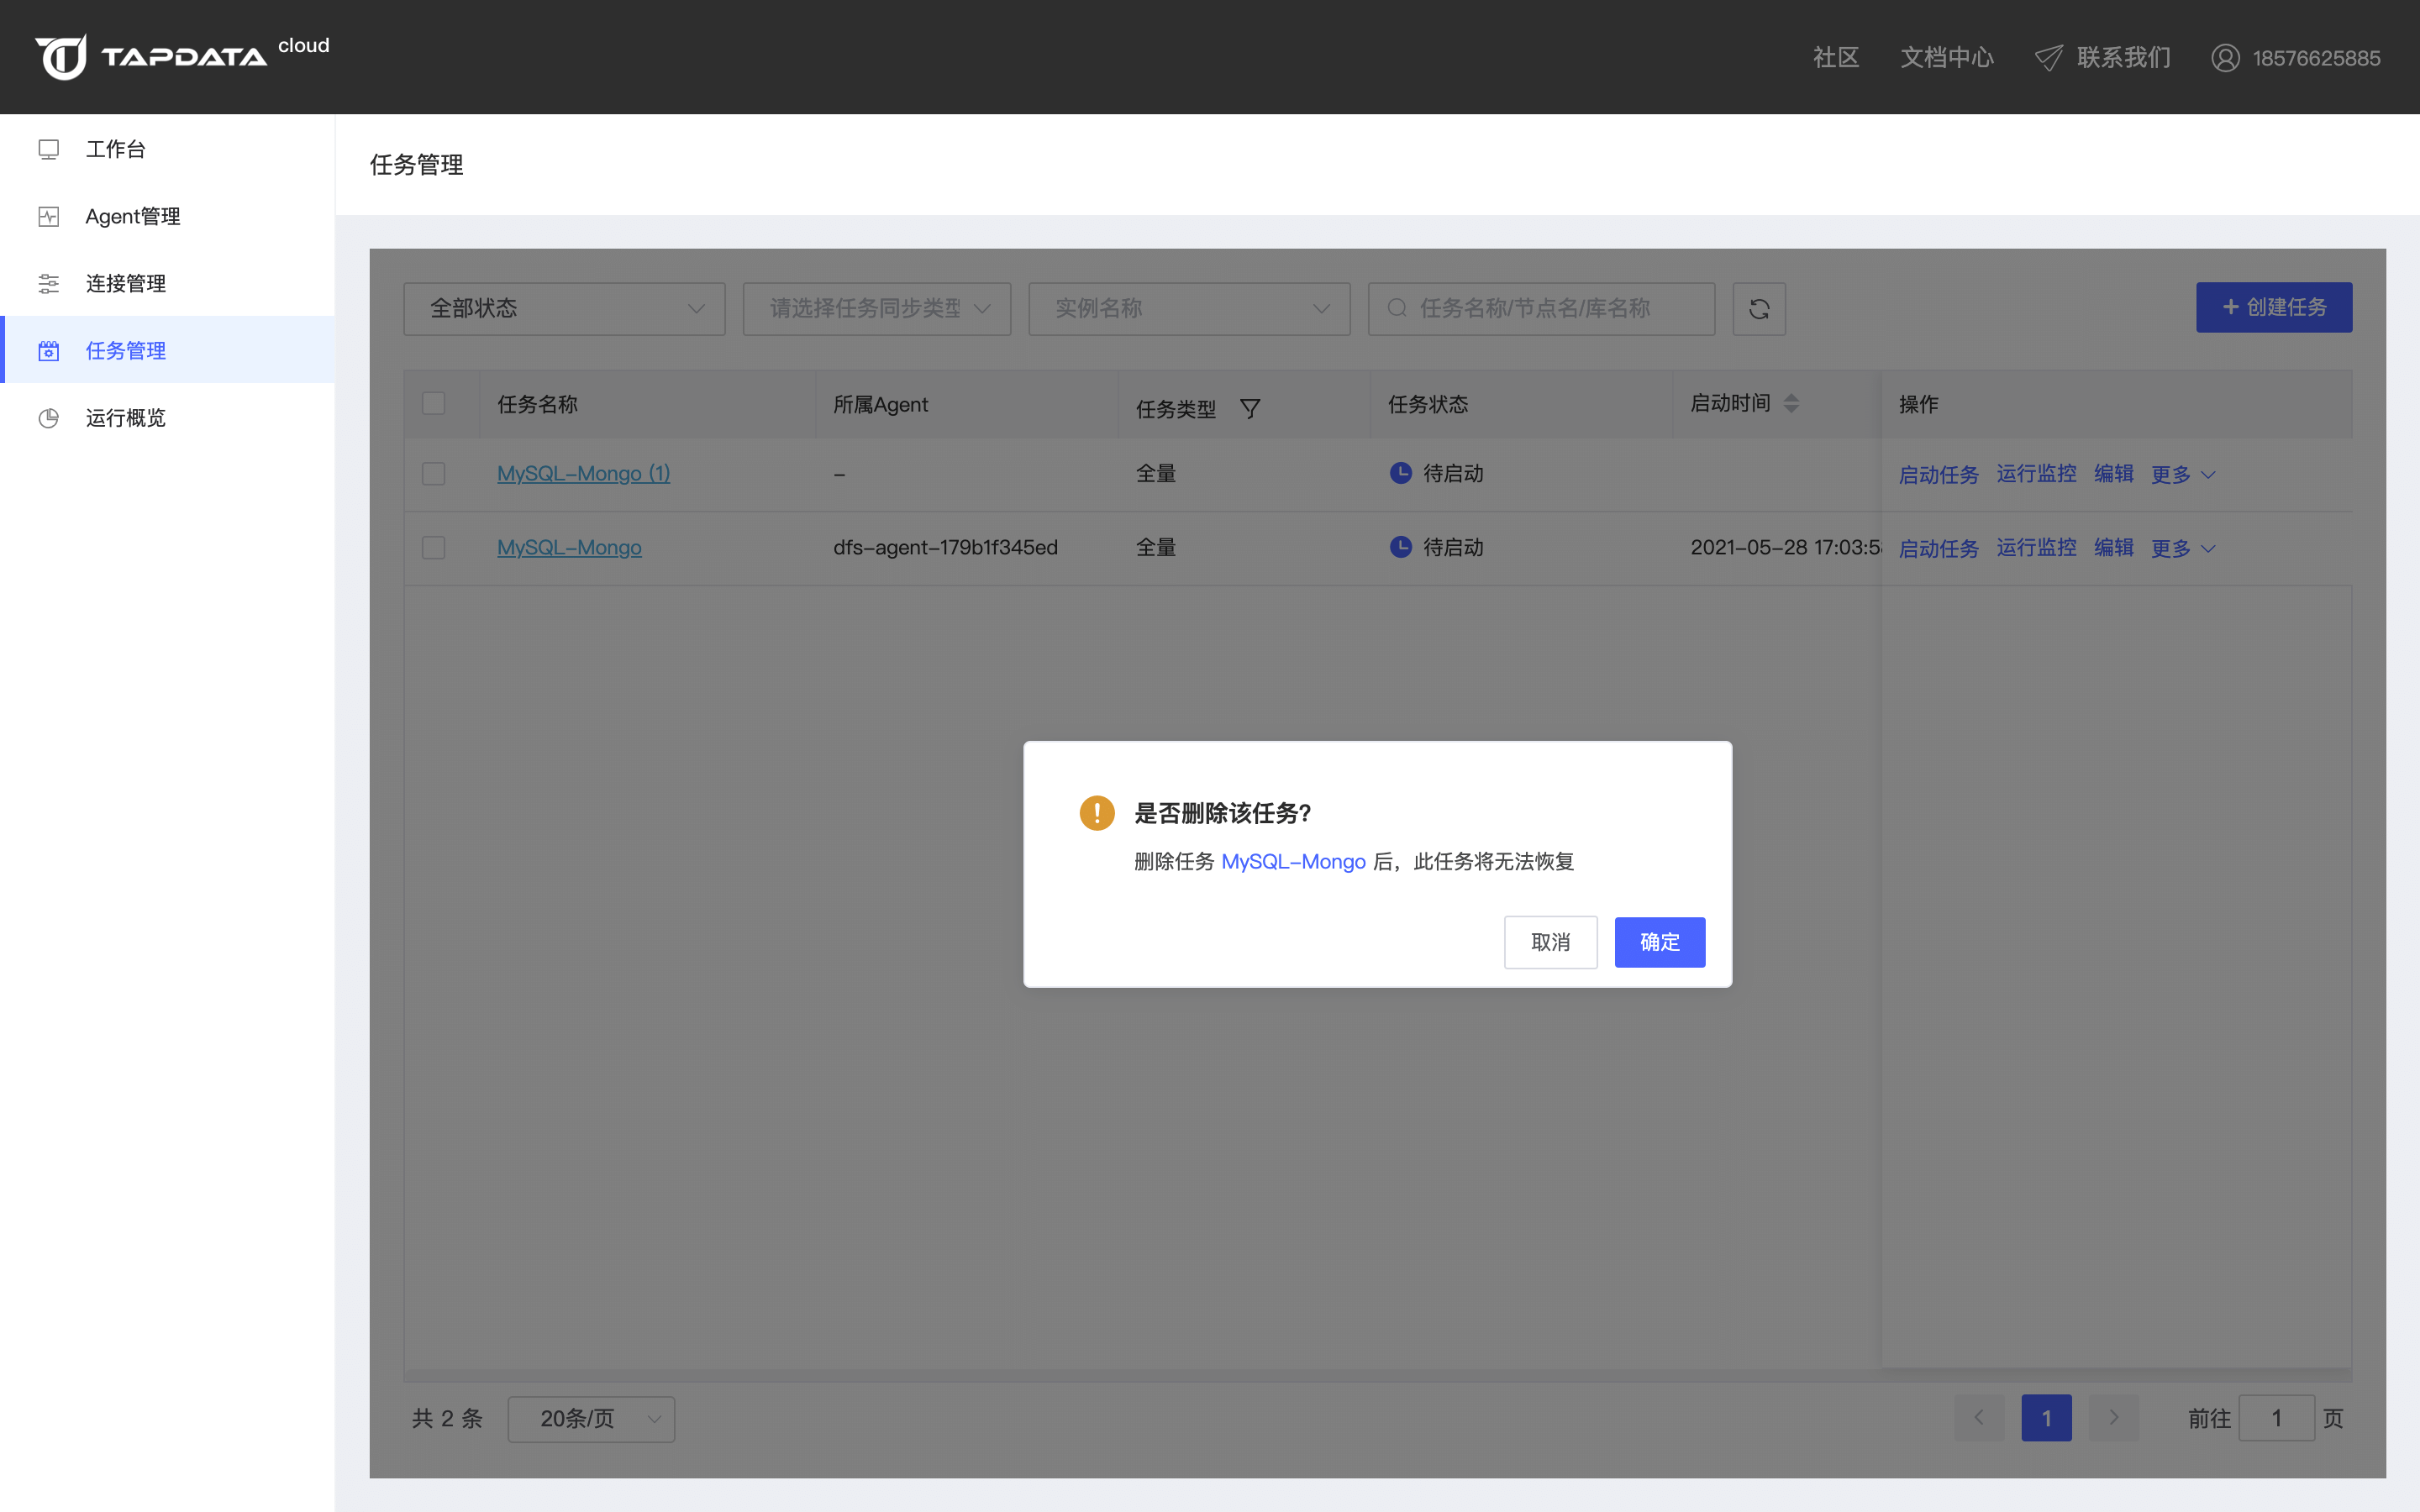 TAPDATA cloud
社区 文档中心 联系我们 18576625885
工作台
Agent管理
连接管理
任务管理
运行概览
任务管理
全部状态 请选择任务同步类型 实例名称 任务名称/节点名/库名称 + 创建任务
任务名称 所属Agent 任务类型 任务状态 启动时间 操作
MySQL-Mongo (1) - 全量 待启动 启动任务 运行监控 编辑 更多
MySQL-Mongo dfs-agent-179b1f345ed 全量 待启动 2021-05-28 17:03:58 启动任务 运行监控 编辑 更多
是否删除该任务?
删除任务 MySQL-Mongo 后，此任务将无法恢复
取消 确定
共 2 条 20条/页 1 前往 1 页